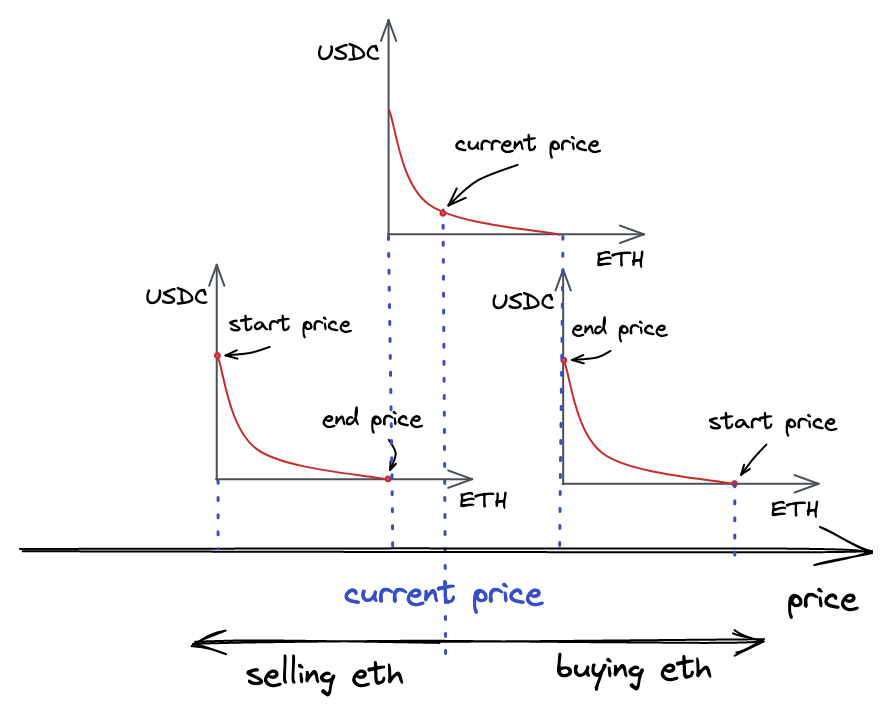 USDC
current price
ETH
USDC
start price
end price
ETH
USDC
end price
start price
ETH
current price
price
selling eth
buying eth